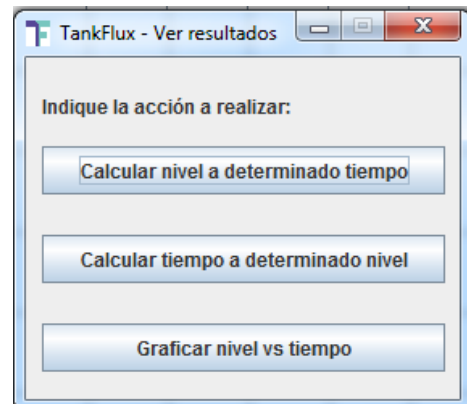 TankFlux - Ver resultados
Indique la acción a realizar:
Calcular nivel a determinado tiempo
Calcular tiempo a determinado nivel
Graficar nivel vs tiempo